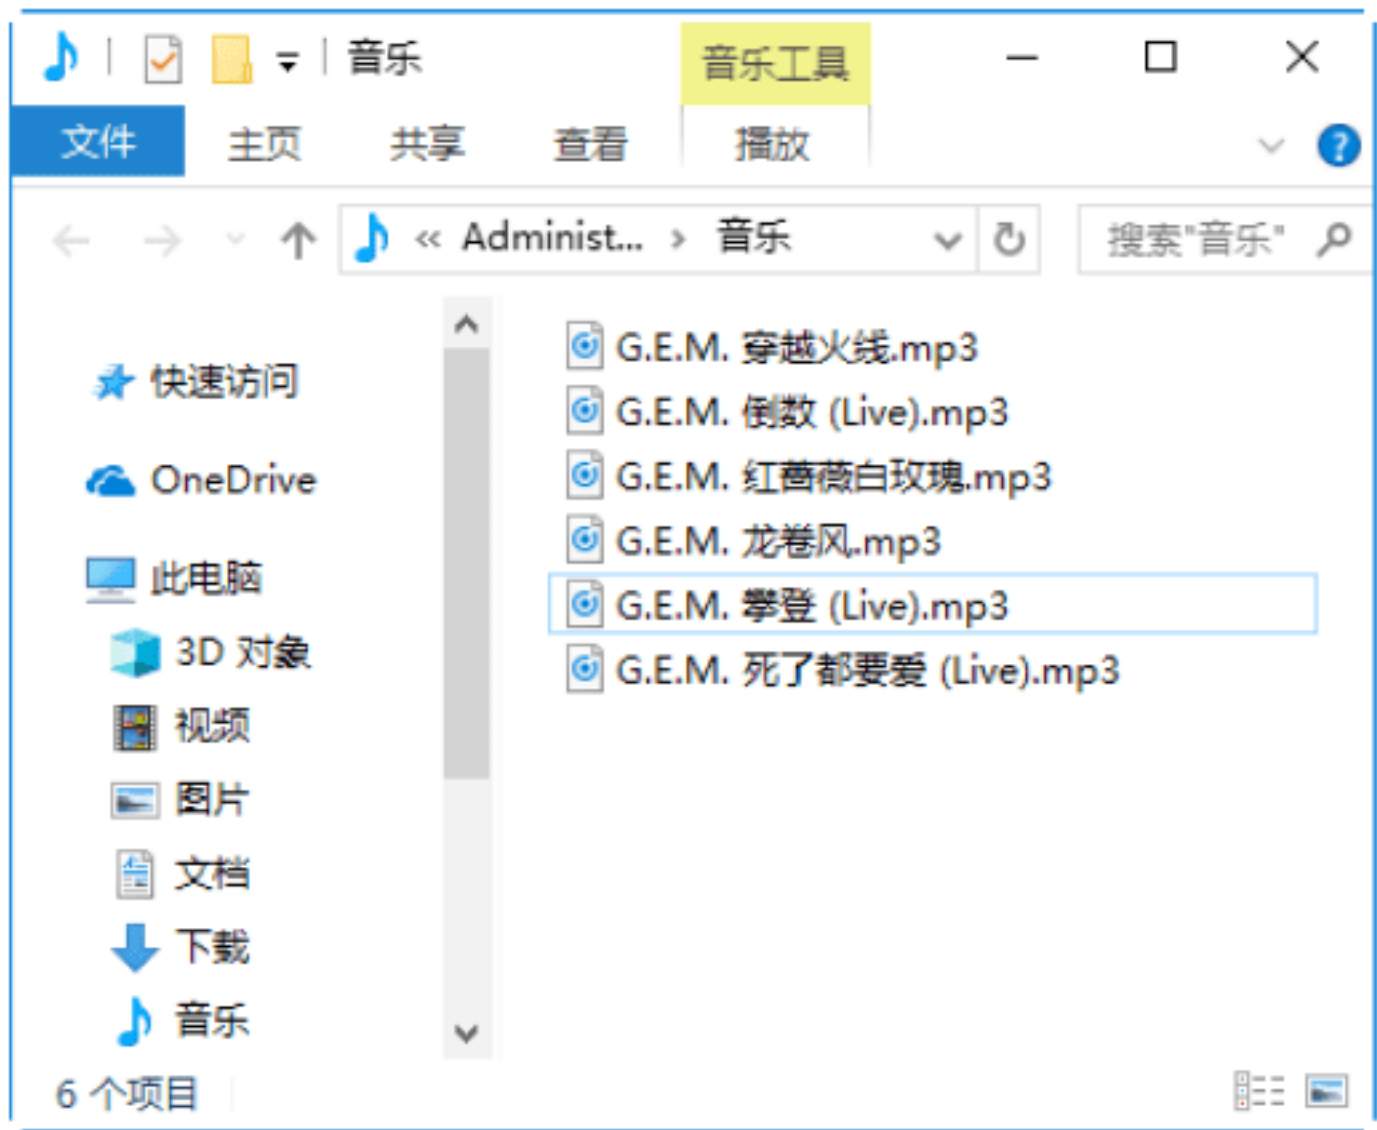 音乐
音乐工具
文件 主页 共享 查看 播放
« Administ... › 音乐
搜索"音乐"
快速访问
OneDrive
此电脑
3D 对象
视频
图片
文档
下载
音乐
G.E.M. 穿越火线.mp3
G.E.M. 倒数 (Live).mp3
G.E.M. 红蔷薇白玫瑰.mp3
G.E.M. 龙卷风.mp3
G.E.M. 攀登 (Live).mp3
G.E.M. 死了都要爱 (Live).mp3
6 个项目